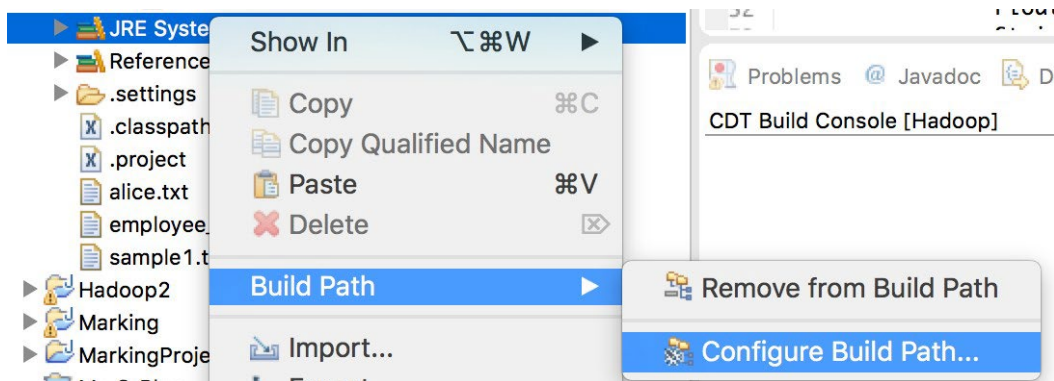 JRE Syste
Reference
.settings
.classpath
.project
alice.txt
employee_
sample1.t
Hadoop2
Marking
MarkingProje
Show In ⌥⌘W ▶
Copy ⌘C
Copy Qualified Name
Paste ⌘V
Delete ⌦
Build Path ▶
Import...
Remove from Build Path
Configure Build Path...
Problems @ Javadoc D
CDT Build Console [Hadoop]